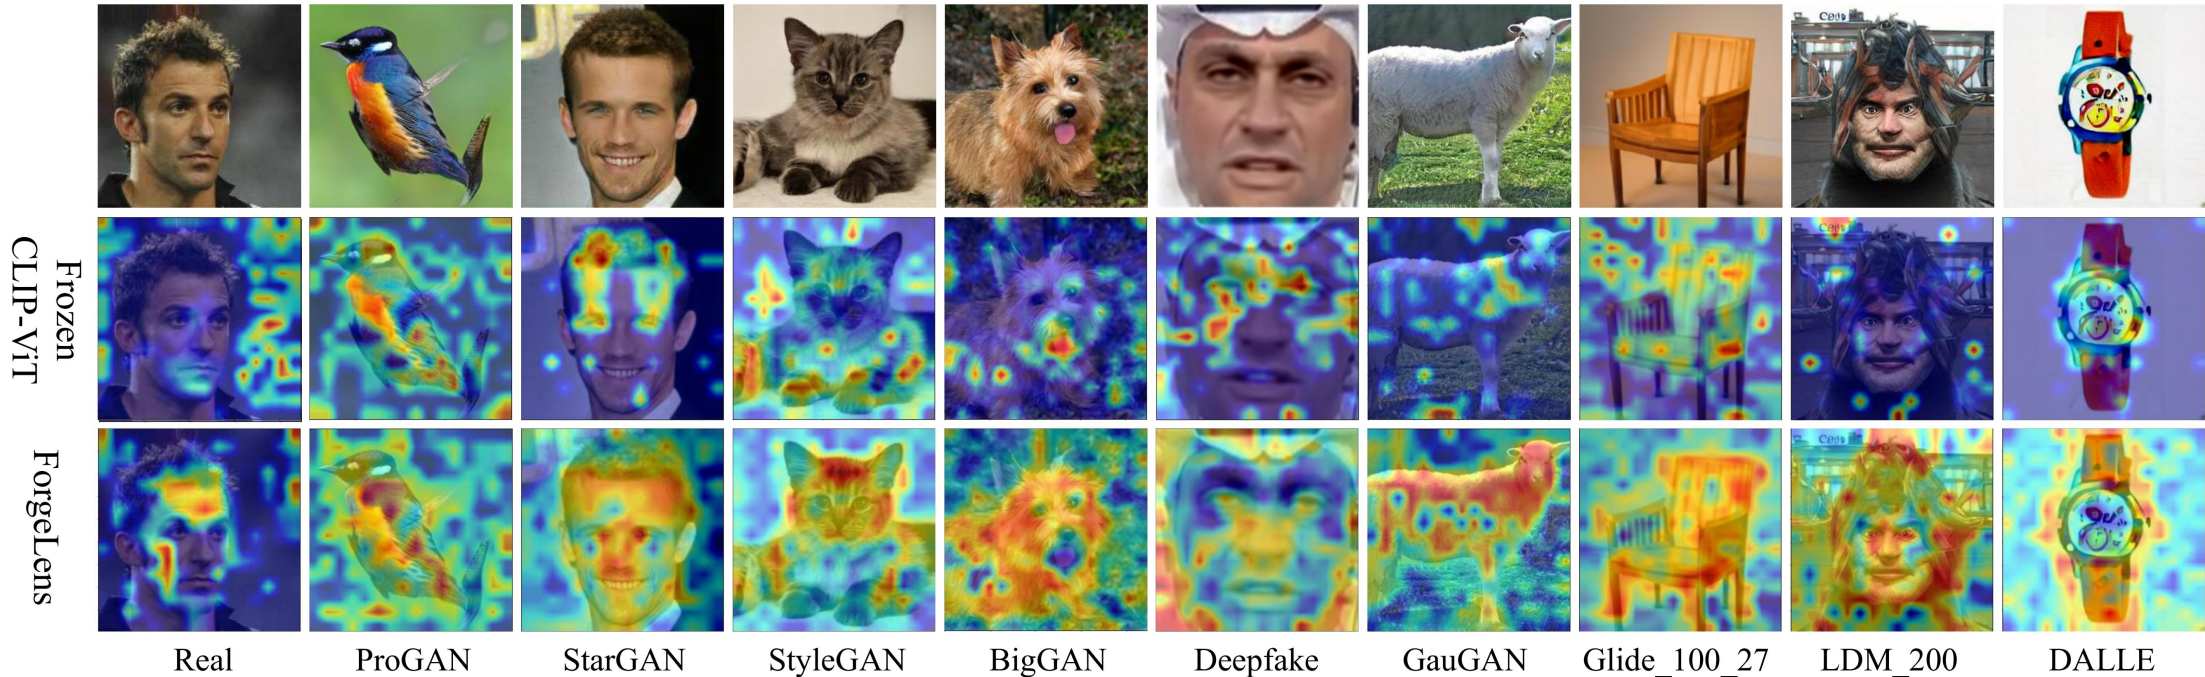 Frozen
CLIP-ViT
ForgeLens
Real
ProGAN
StarGAN
StyleGAN
BigGAN
Deepfake
GauGAN
Glide_100_27
LDM_200
DALLE